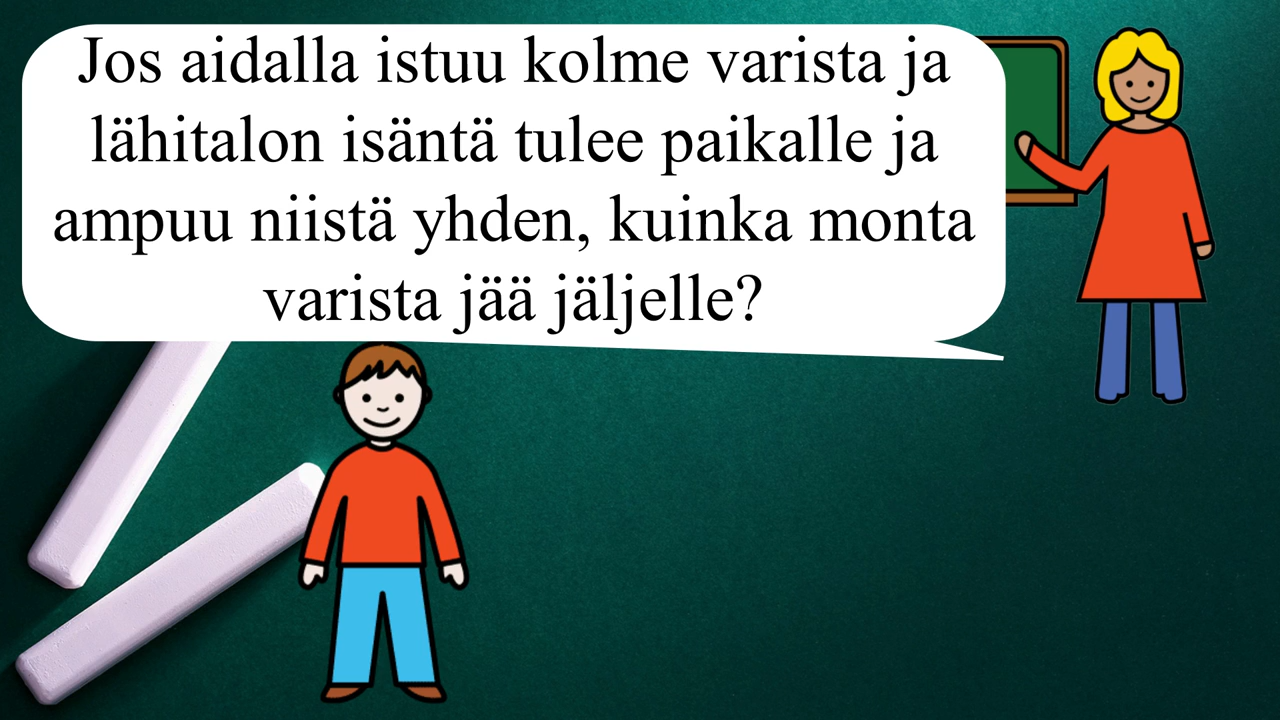 Jos aidalla istuu kolme varista ja
lähitalon isäntä tulee paikalle ja
ampuu niistä yhden, kuinka monta
varista jää jäljelle?